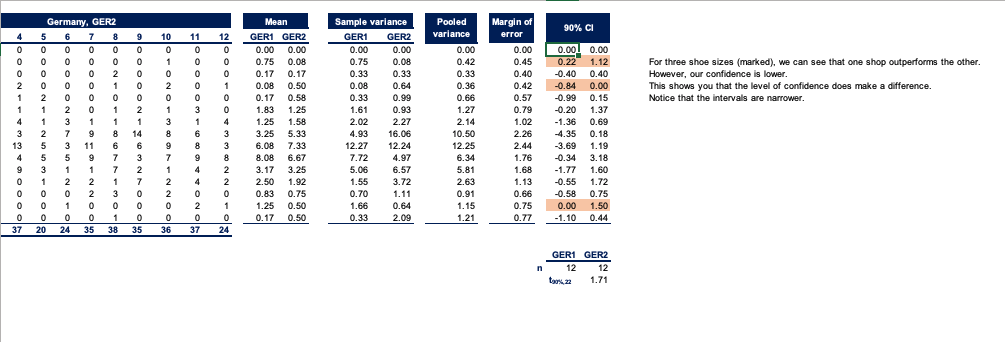 Germany, GER2 Mean Sample variance Pooled variance Margin of error 90% CI
4 5 6 7 8 9 10 11 12 GER1 GER2 GER1 GER2
0 0 0 0 0 0 0 0 0 0.00 0.00 0.00 0.00 0.00 0.00 0.00 0.00
0 0 0 0 0 0 1 0 0 0.75 0.08 0.75 0.08 0.42 0.45 0.22 1.12
0 0 0 0 2 0 0 0 0 0.17 0.17 0.33 0.33 0.33 0.40 -0.40 0.40
2 0 0 0 1 0 2 0 1 0.08 0.50 0.08 0.64 0.36 0.42 -0.84 0.00
1 2 0 0 0 0 0 0 0 0.17 0.58 0.33 0.99 0.66 0.57 -0.99 0.15
1 1 2 0 1 2 1 3 0 1.83 1.25 1.61 0.93 1.27 0.79 -0.20 1.37
4 1 3 1 1 1 3 1 4 1.25 1.58 2.02 2.27 2.14 1.02 -1.36 0.69
3 2 7 9 8 14 8 6 3 3.25 5.33 4.93 16.06 10.50 2.26 -4.35 0.18
13 5 3 11 6 6 9 8 3 6.08 7.33 12.27 12.24 12.25 2.44 -3.69 1.19
4 5 5 9 7 3 7 9 8 8.08 6.67 7.72 4.97 6.34 1.76 -0.34 3.18
9 3 1 1 7 2 1 4 2 3.17 3.25 5.06 6.57 5.81 1.68 -1.77 1.60
0 1 2 2 1 7 2 4 2 2.50 1.92 1.55 3.72 2.63 1.13 -0.55 1.72
0 0 0 2 3 0 2 0 0 0.83 0.75 0.70 1.11 0.91 0.66 -0.58 0.75
0 0 1 0 0 0 0 2 1 1.25 0.50 1.66 0.64 1.15 0.75 0.00 1.50
0 0 0 0 1 0 0 0 0 0.17 0.50 0.33 2.09 1.21 0.77 -1.10 0.44
37 20 24 35 38 35 36 37 24
For three shoe sizes (marked), we can see that one shop outperforms the other.
However, our confidence is lower.
This shows you that the level of confidence does make a difference.
Notice that the intervals are narrower.
GER1 GER2
n 12 12
t90%,22 1.71